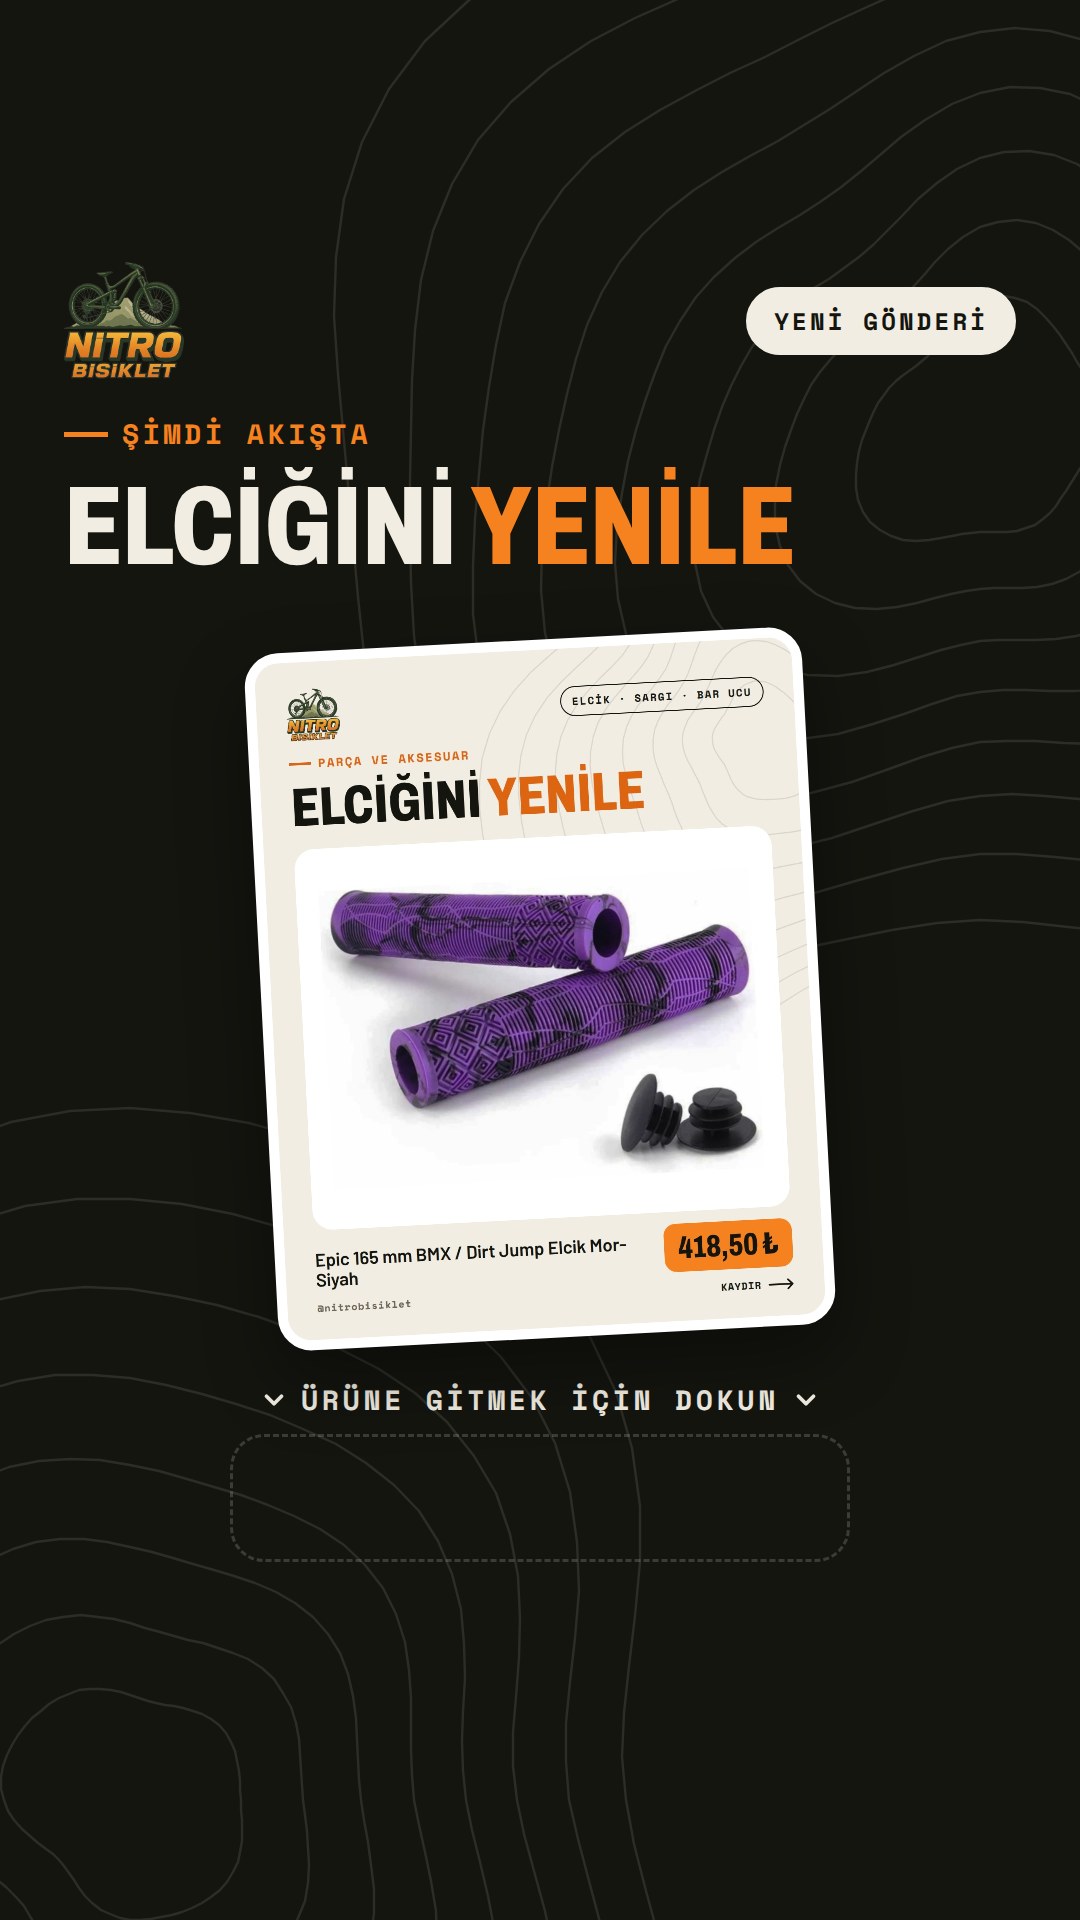 NiTRO
BiSiKLET
YENİ GÖNDERİ
ŞİMDİ AKIŞTA
ELCİĞİNİ YENİLE
NiTRO
BiSiKLET
ELCİK · SARGI · BAR UCU
PARÇA VE AKSESUAR
ELCİĞİNİ YENİLE
Epic 165 mm BMX / Dirt Jump Elcik Mor-
Siyah
418,50 ₺
@nitrobisiklet
KAYDIR
ÜRÜNE GİTMEK İÇİN DOKUN